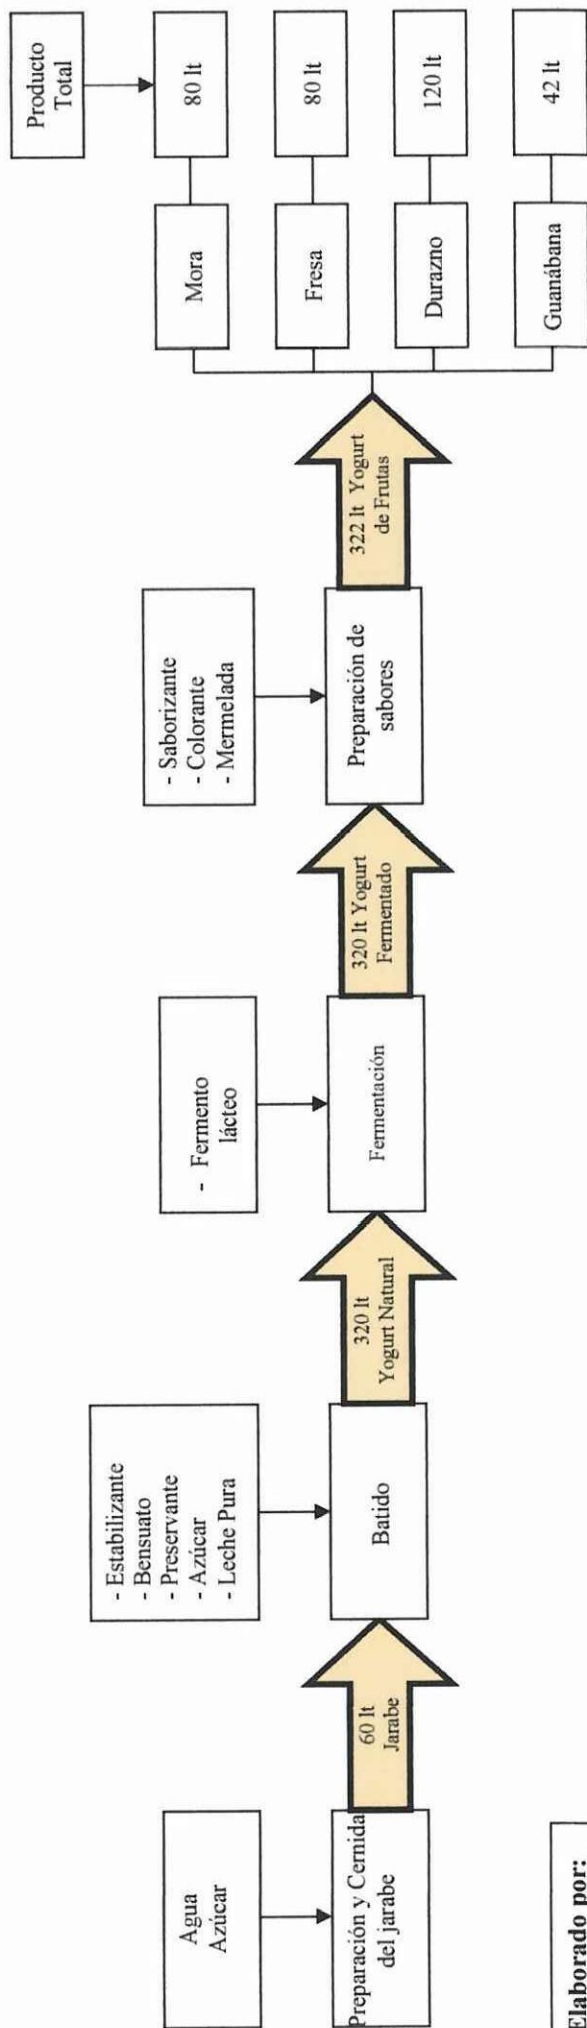 Agua
Azúcar
Preparación y Cernida
del jarabe
60 lt
Jarabe
- Estabilizante
- Bensuato
- Preservante
- Azúcar
- Leche Pura
Batido
320 lt
Yogurt Natural
- Fermento
lácteo
Fermentación
320 lt Yogurt
Fermentado
- Saborizante
- Colorante
- Mermelada
Preparación de
sabores
322 lt Yogurt
de Frutas
Producto
Total
Mora
80 lt
Fresa
80 lt
Durazno
120 lt
Guanábana
42 lt
Elaborado por: